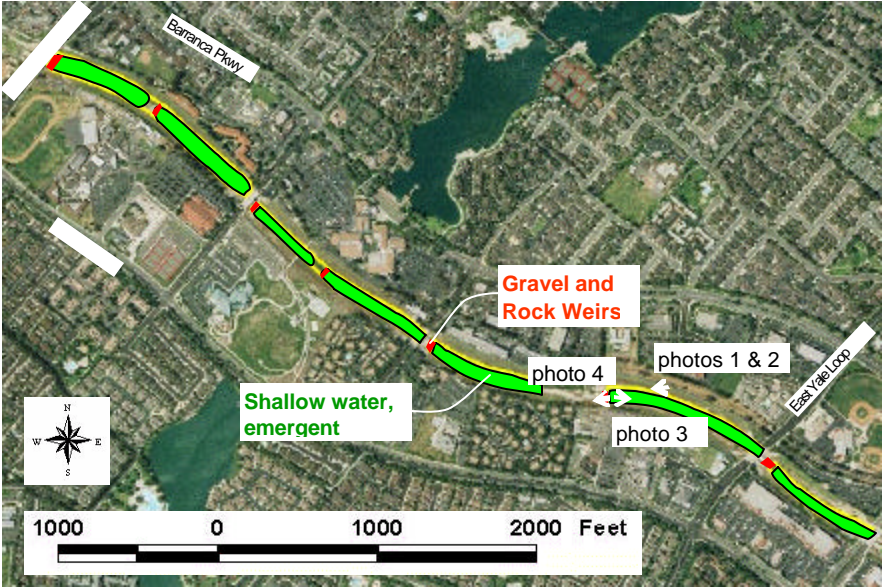 Barranca Pkwy
Gravel and
Rock Weirs
photo 4
photos 1 & 2
East Yale Loop
Shallow water,
emergent
photo 3
N
W E
S
1000 0 1000 2000 Feet